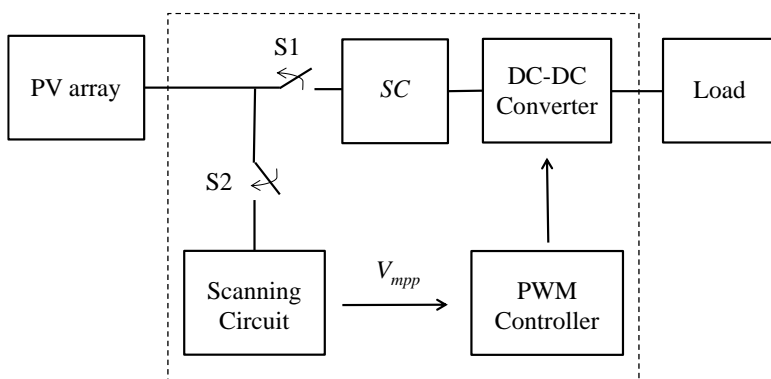 S1
PV array
SC
DC-DC
Converter
Load
S2
Scanning
Circuit
Vmpp
PWM
Controller